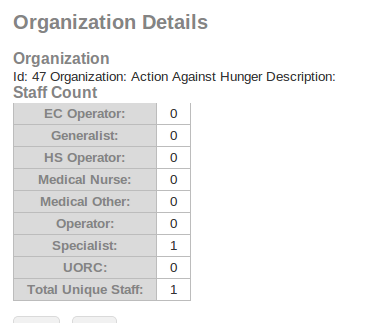 Organization Details
Organization
Id: 47 Organization: Action Against Hunger Description:
Staff Count
EC Operator: 0
Generalist: 0
HS Operator: 0
Medical Nurse: 0
Medical Other: 0
Operator: 0
Specialist: 1
UORC: 0
Total Unique Staff: 1